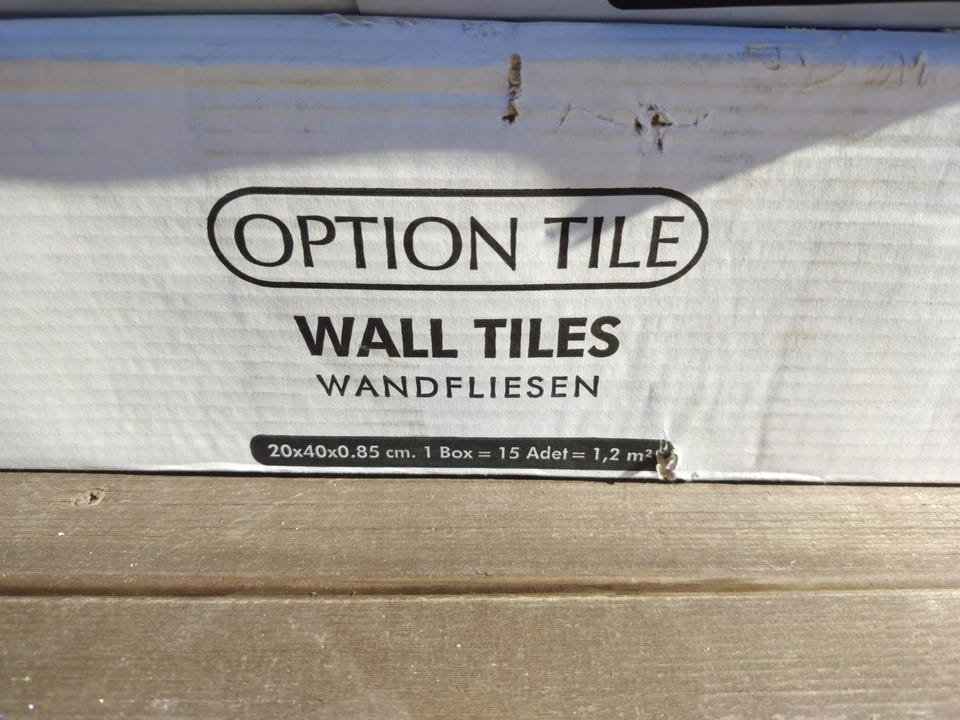 OPTION TILE
WALL TILES
WANDFLIESEN
20x40x0.85 cm. 1 Box = 15 Adet = 1,2 m²